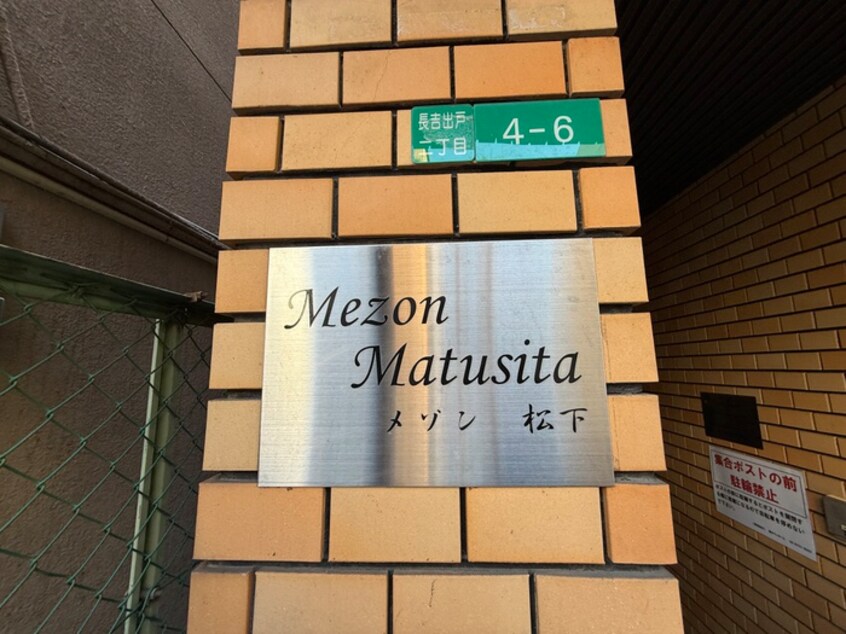 長吉出戸
二丁目
4-6
Mezon
Matusita
メゾン 松下
集合ポストの前
駐輪禁止